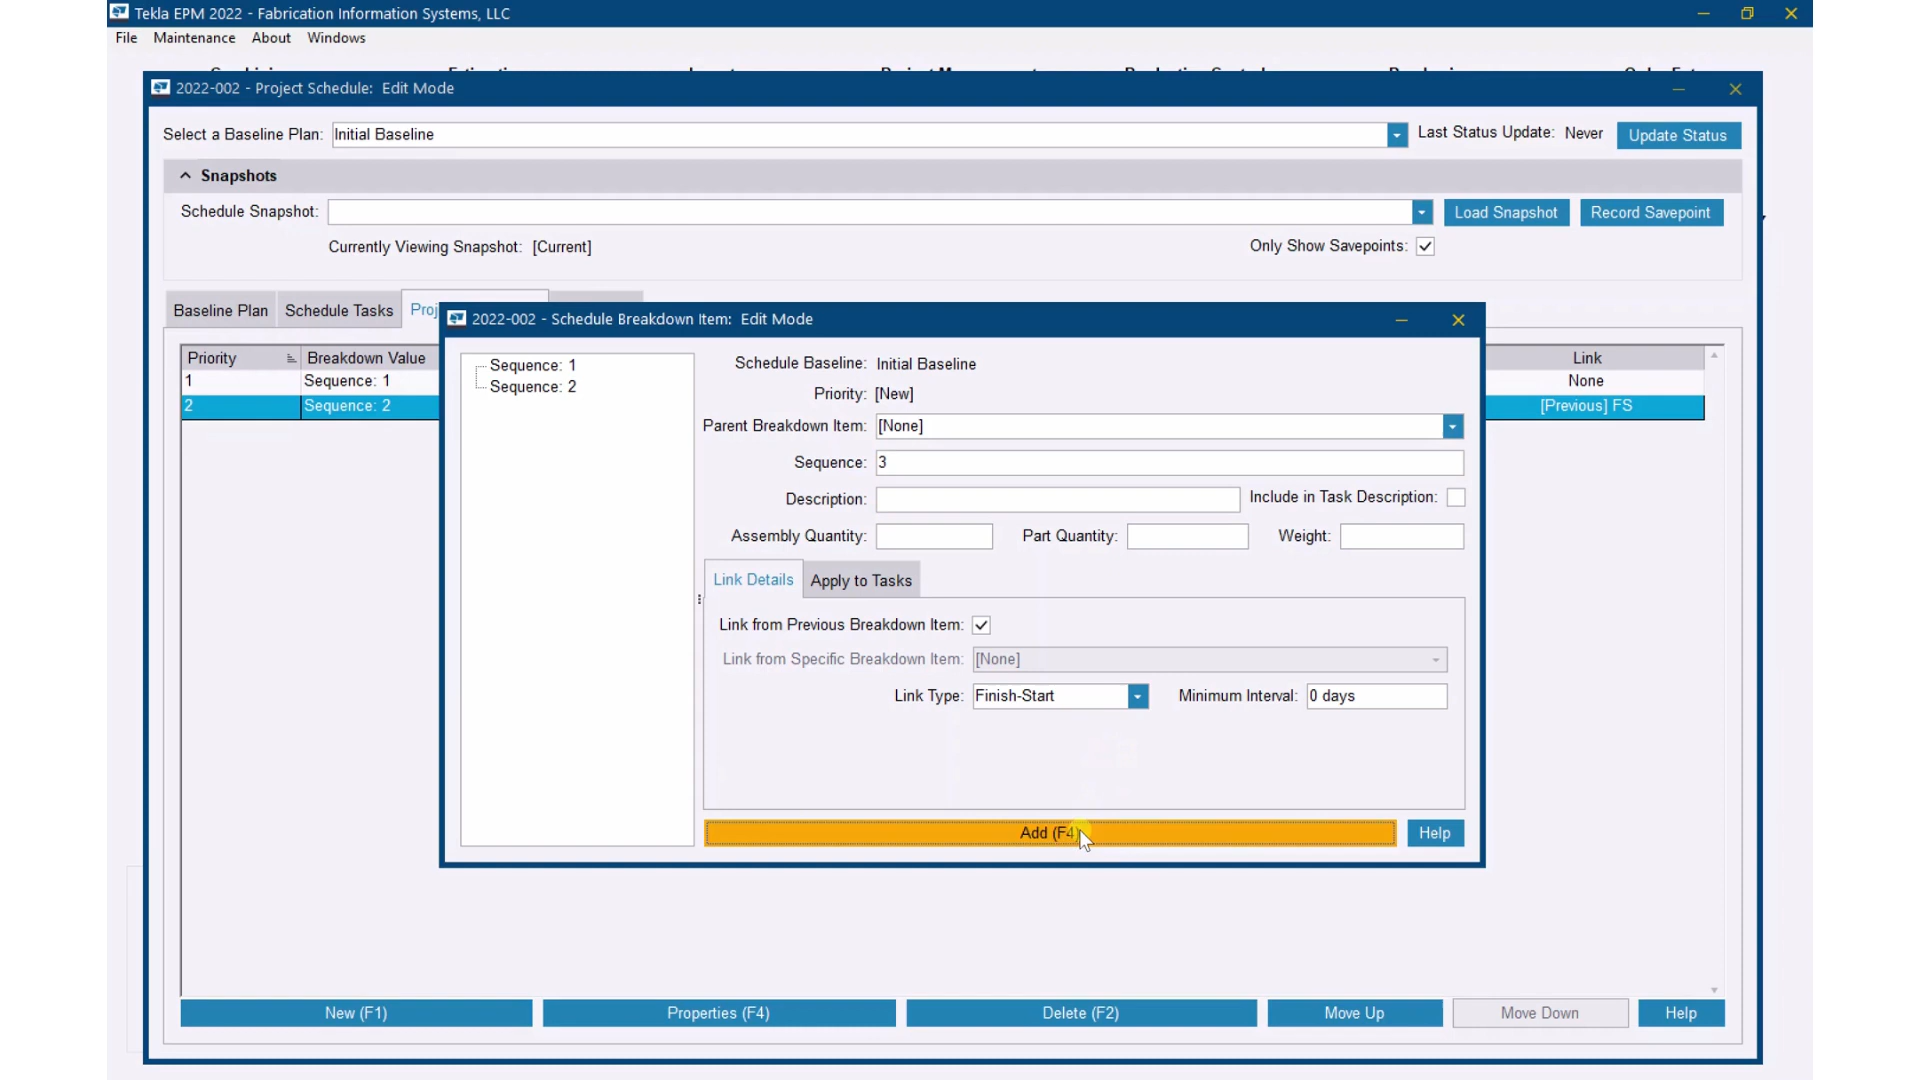 Tekla EPM 2022 - Fabrication Information Systems, LLC
File Maintenance About Windows
2022-002 - Project Schedule: Edit Mode
Select a Baseline Plan: Initial Baseline Last Status Update: Never Update Status
Snapshots
Schedule Snapshot: Load Snapshot Record Savepoint
Currently Viewing Snapshot: [Current] Only Show Savepoints:
Baseline Plan Schedule Tasks
2022-002 - Schedule Breakdown Item: Edit Mode
Priority Breakdown Value Link
1 Sequence: 1 None
2 Sequence: 2 [Previous] FS
Sequence: 1
Sequence: 2
Schedule Baseline: Initial Baseline
Priority: [New]
Parent Breakdown Item: [None]
Sequence: 3
Description: Include in Task Description:
Assembly Quantity: Part Quantity: Weight:
Link Details Apply to Tasks
Link from Previous Breakdown Item:
Link from Specific Breakdown Item: [None]
Link Type: Finish-Start Minimum Interval: 0 days
Add (F4) Help
New (F1) Properties (F4) Delete (F2) Move Up Move Down Help